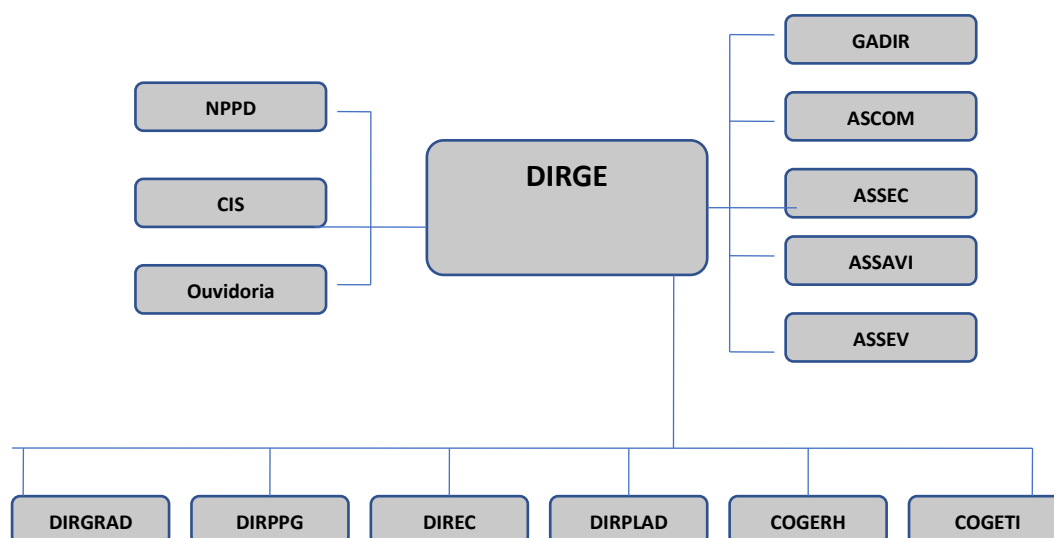 GADIR
NPPD
ASCOM
DIRGE
CIS
ASSEC
ASSAVI
Ouvidoria
ASSEV
DIRGRAD
DIRPPG
DIREC
DIRPLAD
COGERH
COGETI